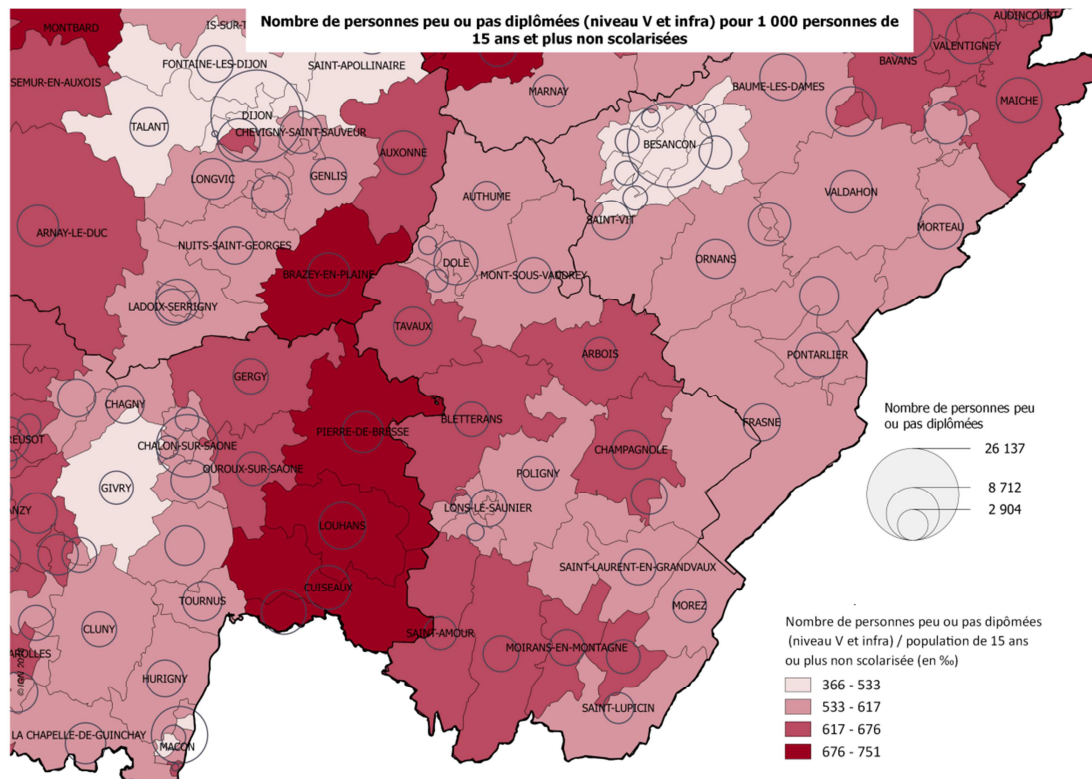 Nombre de personnes peu ou pas diplômées (niveau V et infra) pour 1 000 personnes de
15 ans et plus non scolarisées
MONTBARD
IS-SUR-T
AUDINCOURT
VALENTIGNEY
BAVANS
FONTAINE-LES-DIJON
SAINT-APOLLINAIRE
SEMUR-EN-AUXOIS
MARNAY
BAUME-LES-DAMES
MAICHE
DIJON
TALANT
CHEVIGNY-SAINT-SAUVEUR
BESANCON
AUXONNE
LONGVIC
GENLIS
AUTHUME
VALDAHON
SAINT-VIT
MORTEAU
ARNAY-LE-DUC
NUITS-SAINT-GEORGES
ORNANS
DOLE
BRAZEY-EN-PLAINE
MONT-SOUS-VAUDREY
LADOIX-SERRIGNY
TAVAUX
ARBOIS
PONTARLIER
GERGY
CHAGNY
BLETTERANS
FRASNE
REUSOT
CHALON-SUR-SAONE
PIERRE-DE-BRESSE
CHAMPAGNOLE
OUROUX-SUR-SAONE
POLIGNY
GIVRY
ANZY
LONS-LE-SAUNIER
LOUHANS
SAINT-LAURENT-EN-GRANDVAUX
CUISEAUX
TOURNUS
MOREZ
CLUNY
SAINT-AMOUR
MOIRANS-EN-MONTAGNE
AROLLES
HURIGNY
SAINT-LUPICIN
LA CHAPELLE-DE-GUINCHAY
MACON
Nombre de personnes peu
ou pas diplômées
26 137
8 712
2 904
Nombre de personnes peu ou pas dipômées
(niveau V et infra) / population de 15 ans
ou plus non scolarisée (en ‰)
366 - 533
533 - 617
617 - 676
676 - 751